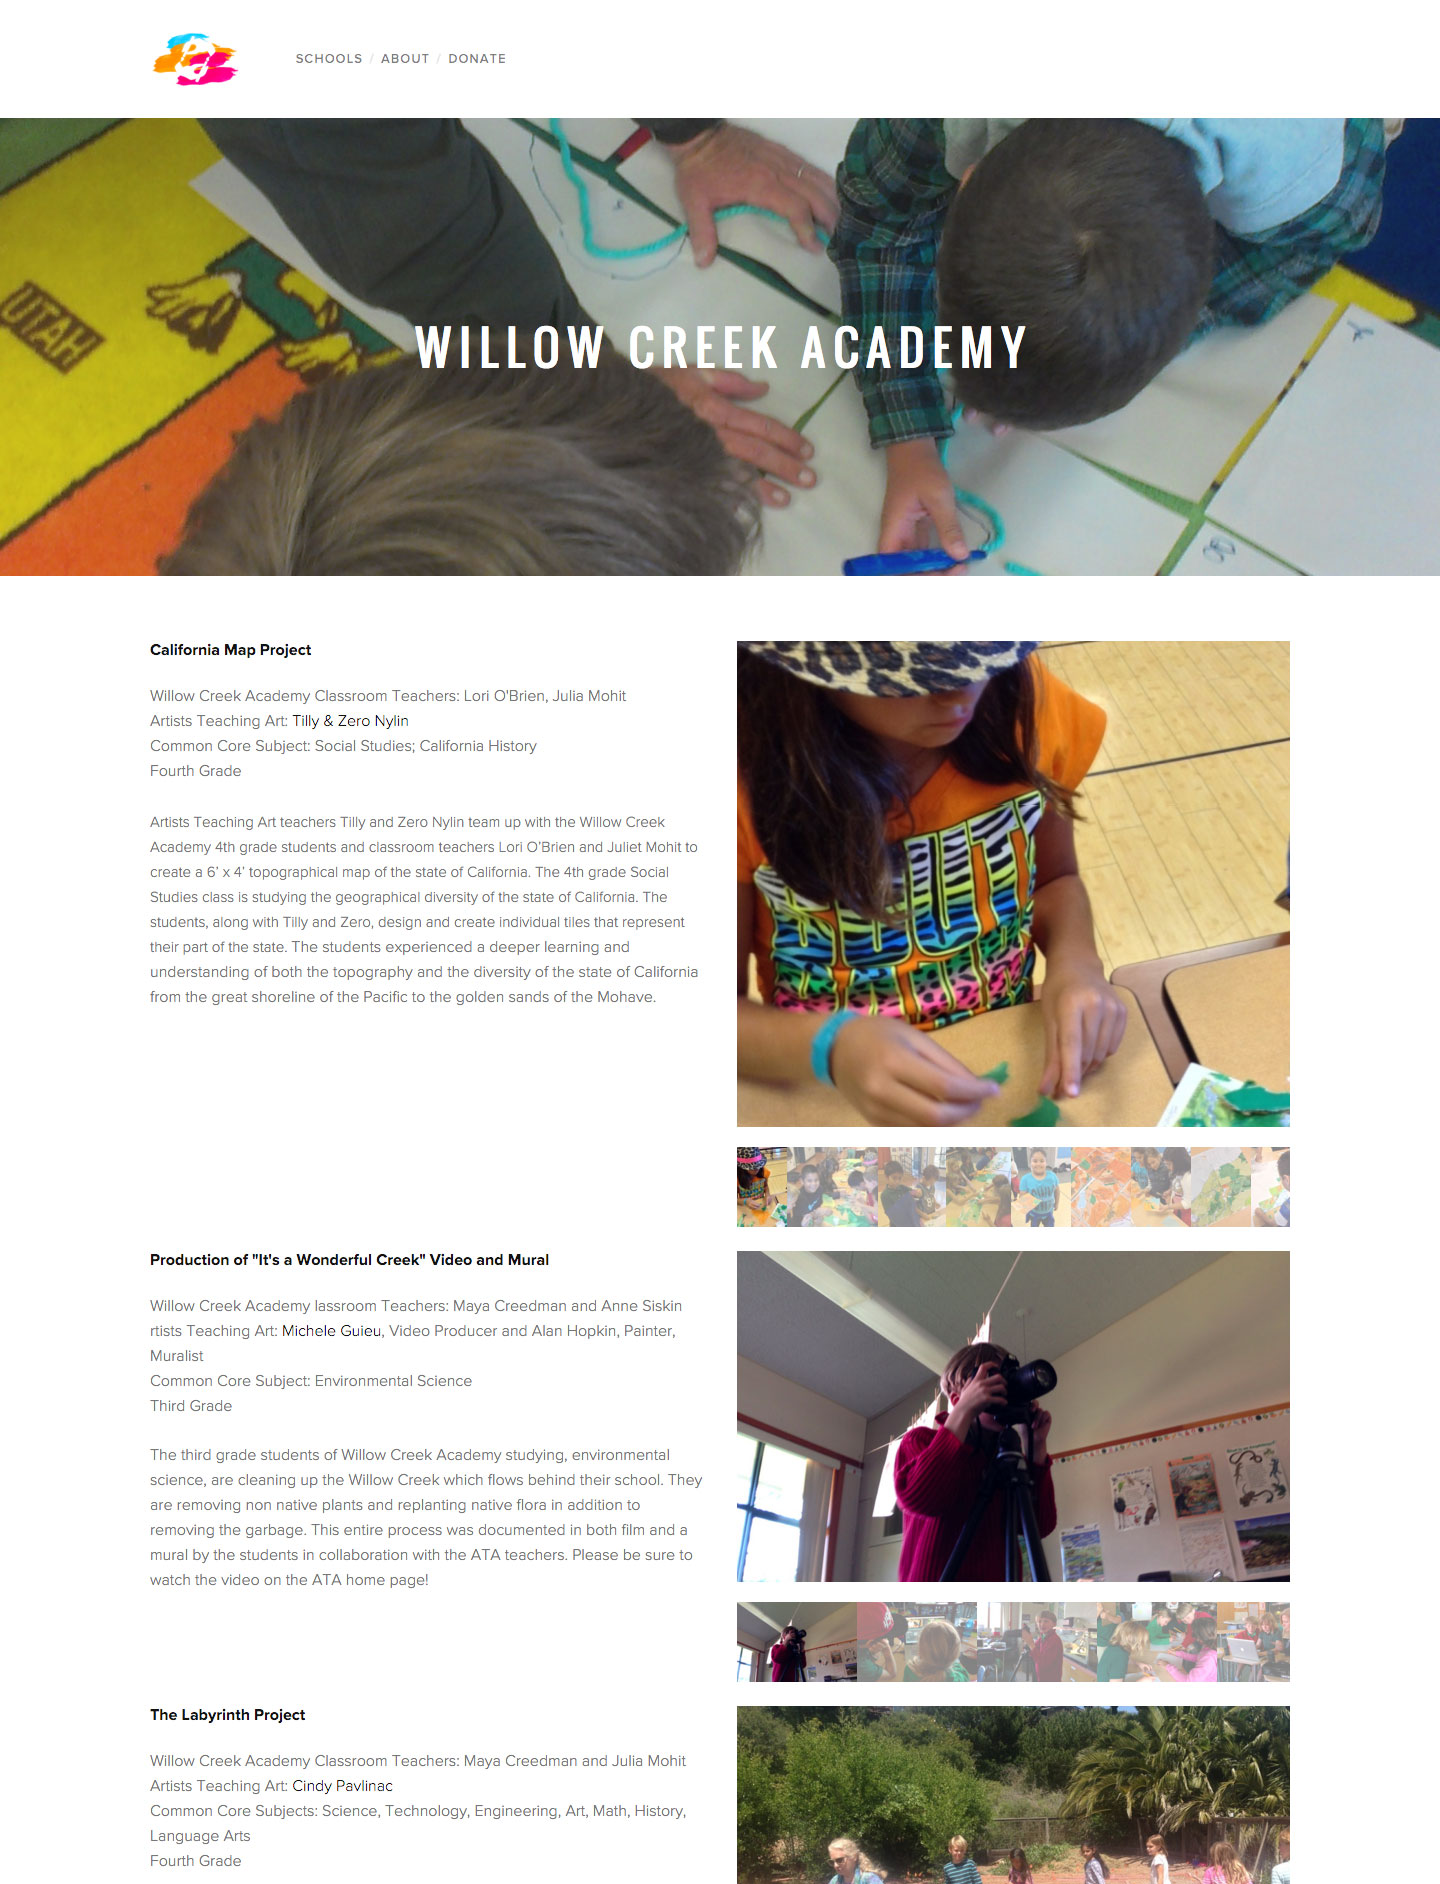 SCHOOLS / ABOUT / DONATE
UTAH
WILLOW CREEK ACADEMY
California Map Project
Willow Creek Academy Classroom Teachers: Lori O'Brien, Julia Mohit
Artists Teaching Art: Tilly & Zero Nylin
Common Core Subject: Social Studies; California History
Fourth Grade
Artists Teaching Art teachers Tilly and Zero Nylin team up with the Willow Creek
Academy 4th grade students and classroom teachers Lori O'Brien and Juliet Mohit to
create a 6' x 4' topographical map of the state of California. The 4th grade Social
Studies class is studying the geographical diversity of the state of California. The
students, along with Tilly and Zero, design and create individual tiles that represent
their part of the state. The students experienced a deeper learning and
understanding of both the topography and the diversity of the state of California
from the great shoreline of the Pacific to the golden sands of the Mohave.
Production of "It's a Wonderful Creek" Video and Mural
Willow Creek Academy lassroom Teachers: Maya Creedman and Anne Siskin
rtists Teaching Art: Michele Guieu, Video Producer and Alan Hopkin, Painter,
Muralist
Common Core Subject: Environmental Science
Third Grade
The third grade students of Willow Creek Academy studying, environmental
science, are cleaning up the Willow Creek which flows behind their school. They
are removing non native plants and replanting native flora in addition to
removing the garbage. This entire process was documented in both film and a
mural by the students in collaboration with the ATA teachers. Please be sure to
watch the video on the ATA home page!
The Labyrinth Project
Willow Creek Academy Classroom Teachers: Maya Creedman and Julia Mohit
Artists Teaching Art: Cindy Pavlinac
Common Core Subjects: Science, Technology, Engineering, Art, Math, History,
Language Arts
Fourth Grade